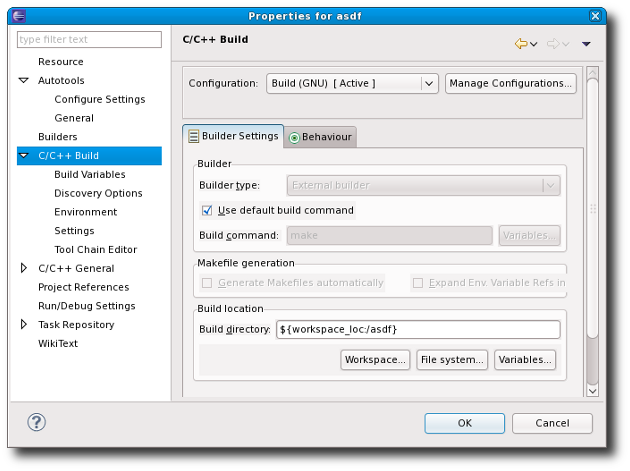 Properties for asdf
type filter text
Resource
Autotools
Configure Settings
General
Builders
C/C++ Build
Build Variables
Discovery Options
Environment
Settings
Tool Chain Editor
C/C++ General
Project References
Run/Debug Settings
Task Repository
WikiText
C/C++ Build
Configuration: Build (GNU) [ Active ] Manage Configurations...
Builder Settings Behaviour
Builder
Builder type: External builder
Use default build command
Build command: make Variables...
Makefile generation
Generate Makefiles automatically Expand Env. Variable Refs in
Build location
Build directory: ${workspace_loc:/asdf}
Workspace... File system... Variables...
? OK Cancel